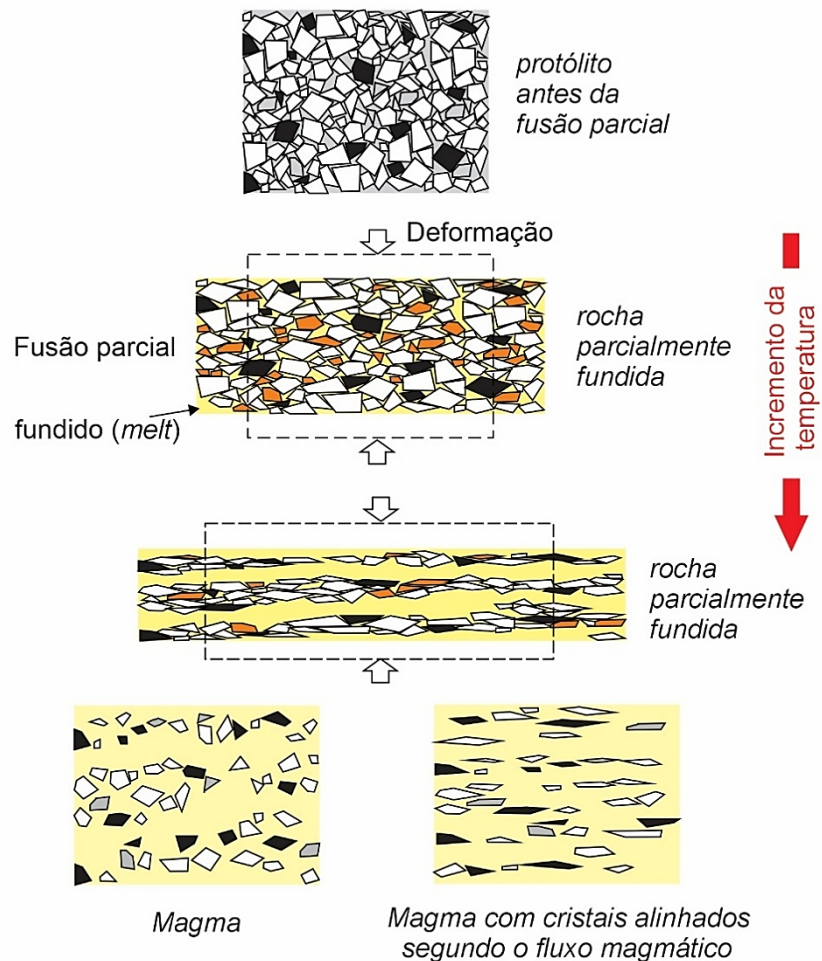 protólito
antes da
fusão parcial
Deformação
Fusão parcial
rocha
parcialmente
fundida
fundido (melt)
Incremento da
temperatura
rocha
parcialmente
fundida
Magma
Magma com cristais alinhados
segundo o fluxo magmático